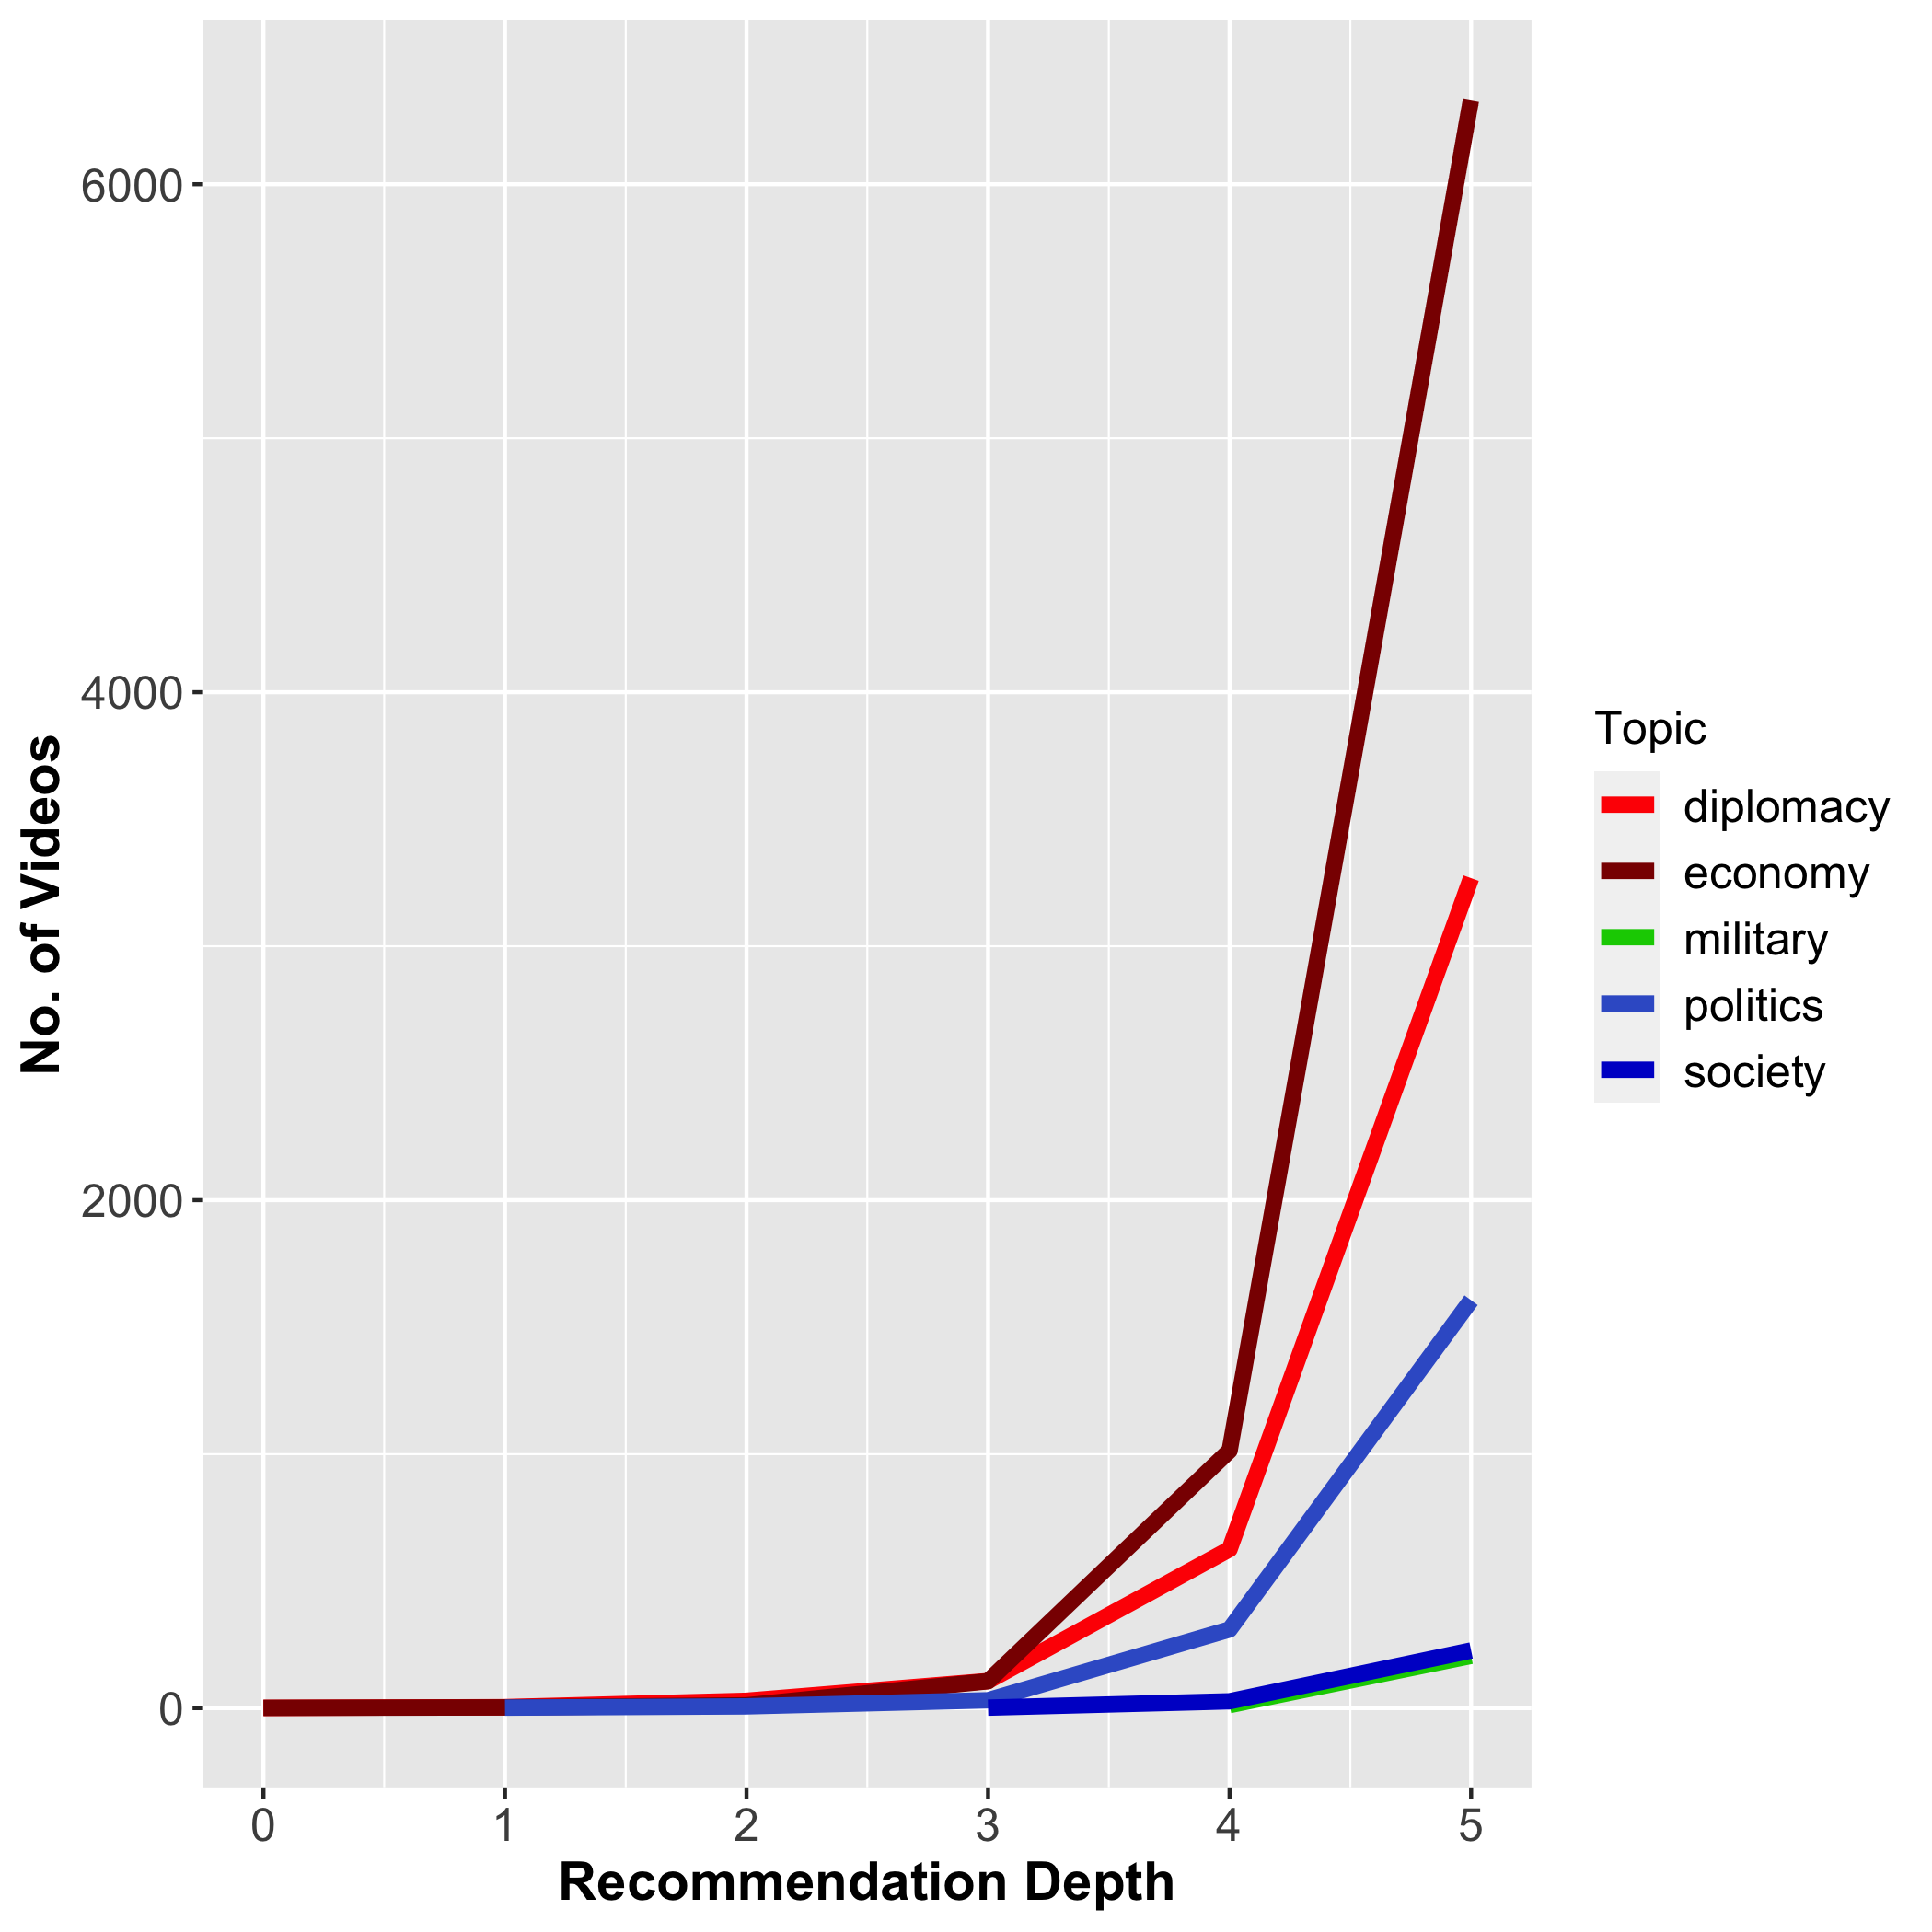 No. of Videos
6000
4000
2000
0
0 1 2 3 4 5
Recommendation Depth
Topic
diplomacy
economy
military
politics
society